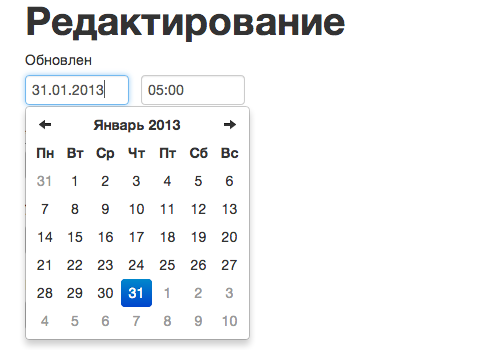 Редактирование
Обновлен
31.01.2013 05:00
Январь 2013
Пн Вт Ср Чт Пт Сб Вс
31 1 2 3 4 5 6
7 8 9 10 11 12 13
14 15 16 17 18 19 20
21 22 23 24 25 26 27
28 29 30 31 1 2 3
4 5 6 7 8 9 10